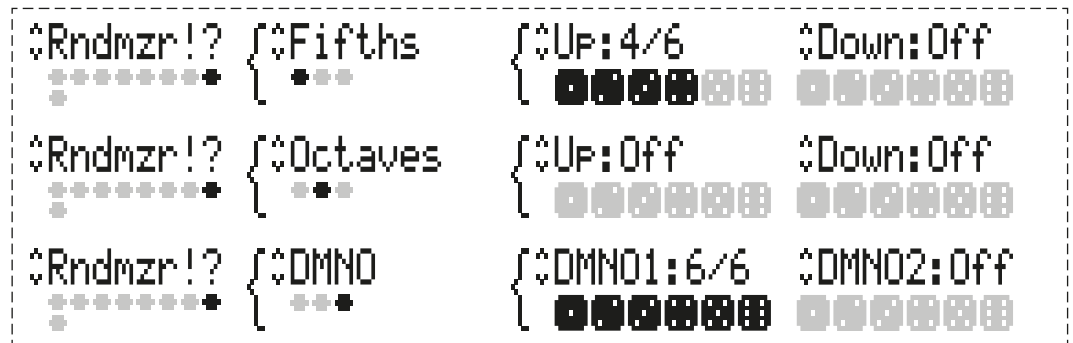 Rndmzr!? Fifths Up:4/6 Down:Off
Rndmzr!? Octaves Up:Off Down:Off
Rndmzr!? DMNO DMNO1:6/6 DMNO2:Off